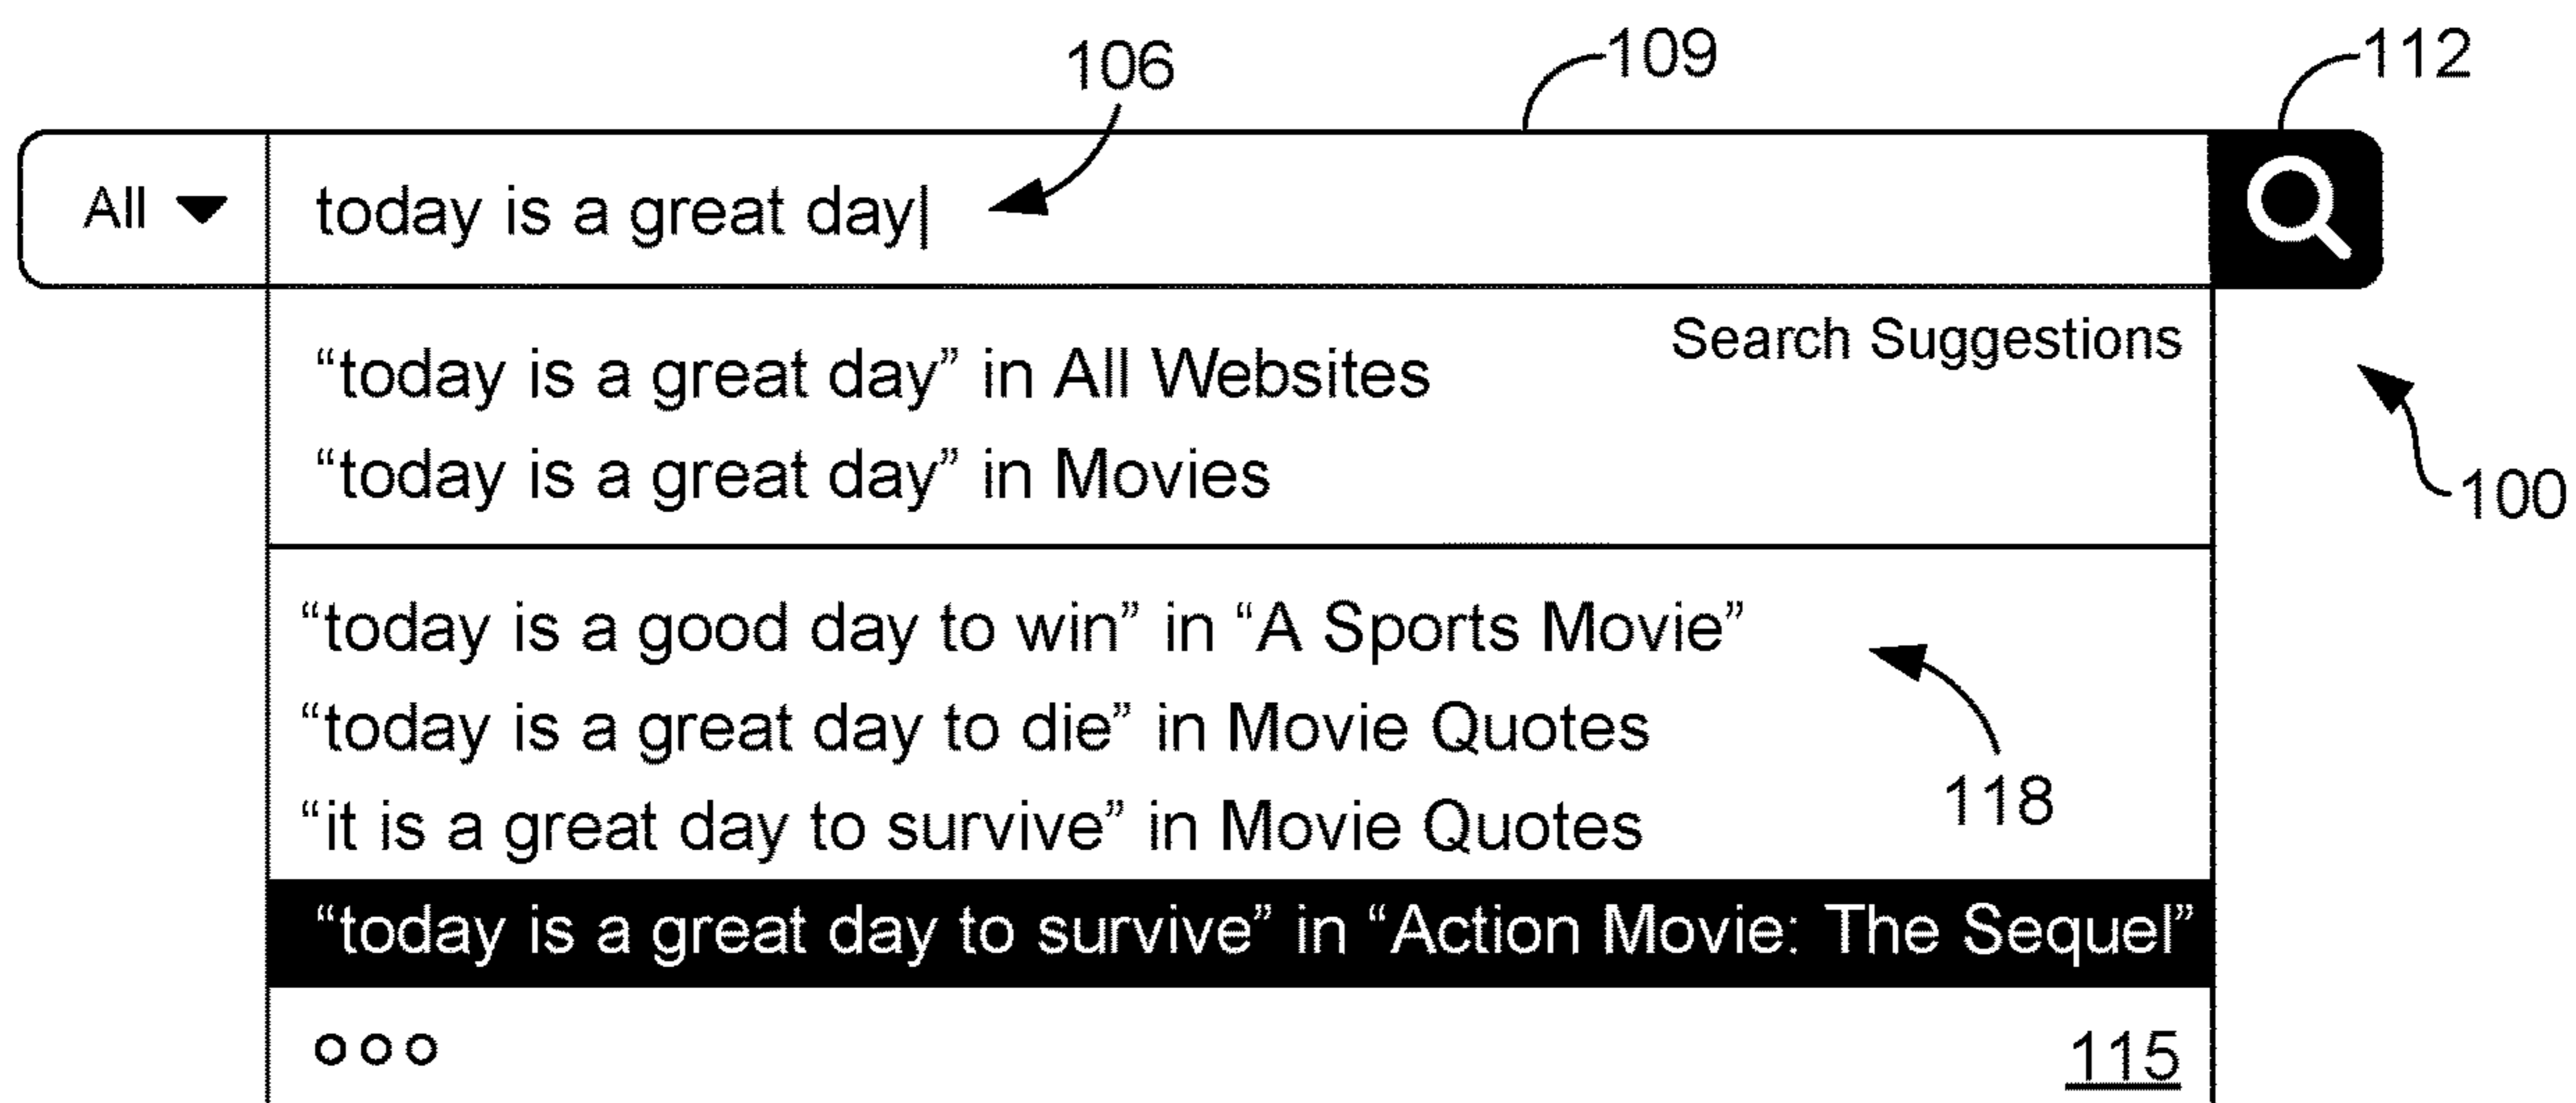 106
109
112
All
today is a great day
Search Suggestions
“today is a great day” in All Websites
“today is a great day” in Movies
100
“today is a good day to win” in “A Sports Movie”
“today is a great day to die” in Movie Quotes
118
“it is a great day to survive” in Movie Quotes
“today is a great day to survive” in “Action Movie: The Sequel”
115